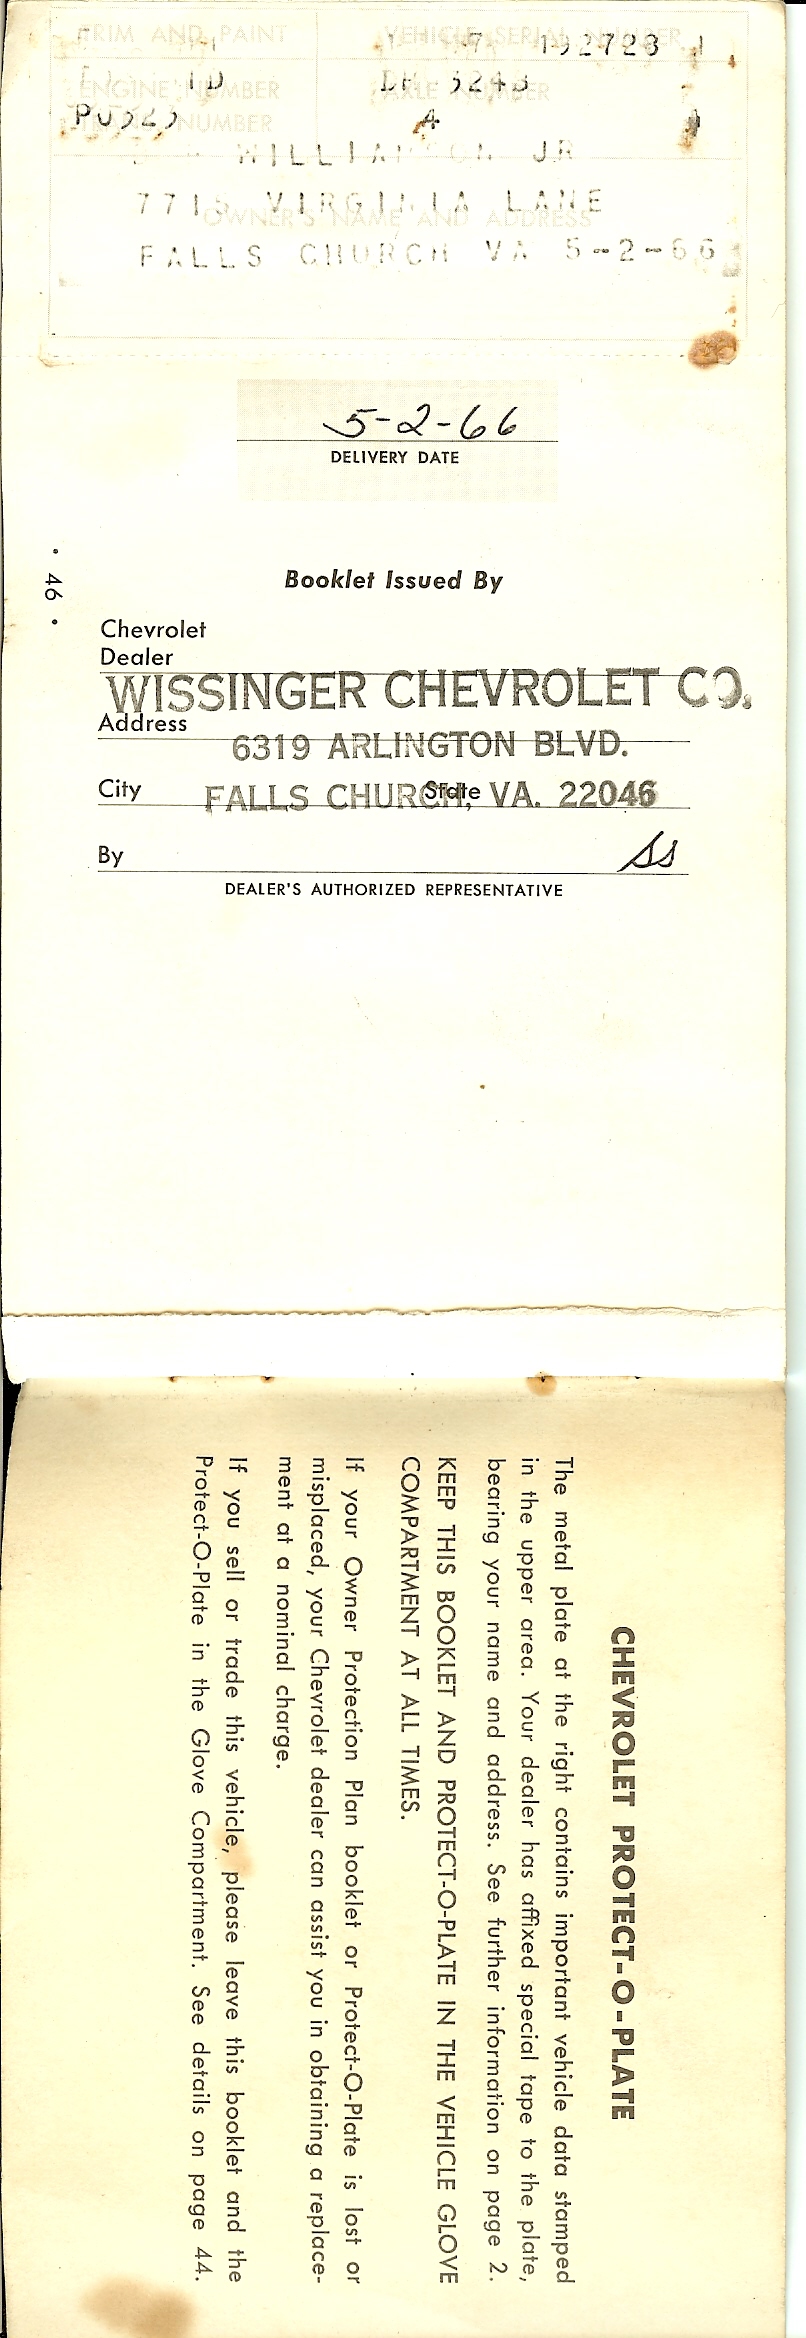 TRIM AND PAINT VEHICLE SERIAL NUMBER
7 192723
ENGINE NUMBER AXLE NUMBER
1D
TRANS. NUMBER
4
JR
7715 VIRGINIA LANE
OWNER'S NAME AND ADDRESS
FALLS CHURCH VA 5-2-66
5-2-66
DELIVERY DATE
• 46 •
Booklet Issued By
Chevrolet
Dealer
WISSINGER CHEVROLET CO.
Address
6319 ARLINGTON BLVD.
City FALLS CHURCH, State VA. 22046
By ss
DEALER'S AUTHORIZED REPRESENTATIVE
CHEVROLET PROTECT-O-PLATE
The metal plate at the right contains important vehicle data stamped
in the upper area. Your dealer has affixed special tape to the plate,
bearing your name and address. See further information on page 2.
KEEP THIS BOOKLET AND PROTECT-O-PLATE IN THE VEHICLE GLOVE
COMPARTMENT AT ALL TIMES.
If your Owner Protection Plan booklet or Protect-O-Plate is lost or
misplaced, your Chevrolet dealer can assist you in obtaining a replace-
ment at a nominal charge.
If you sell or trade this vehicle, please leave this booklet and the
Protect-O-Plate in the Glove Compartment. See details on page 44.